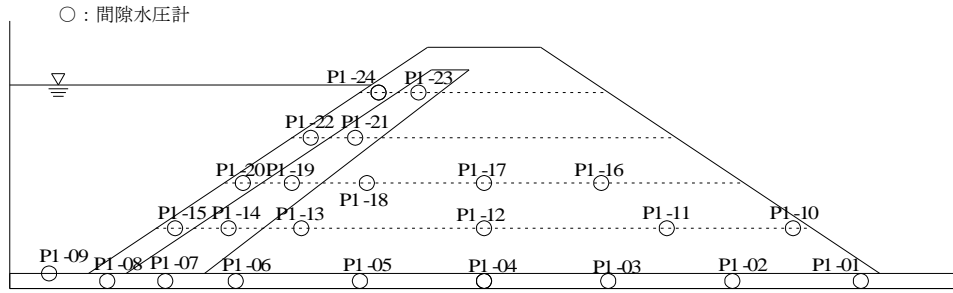 ○：間隙水圧計
P1-24 P1-23
P1-22 P1-21
P1-20 P1-19 P1-18 P1-17 P1-16
P1-15 P1-14 P1-13 P1-12 P1-11 P1-10
P1-09 P1-08 P1-07 P1-06 P1-05 P1-04 P1-03 P1-02 P1-01